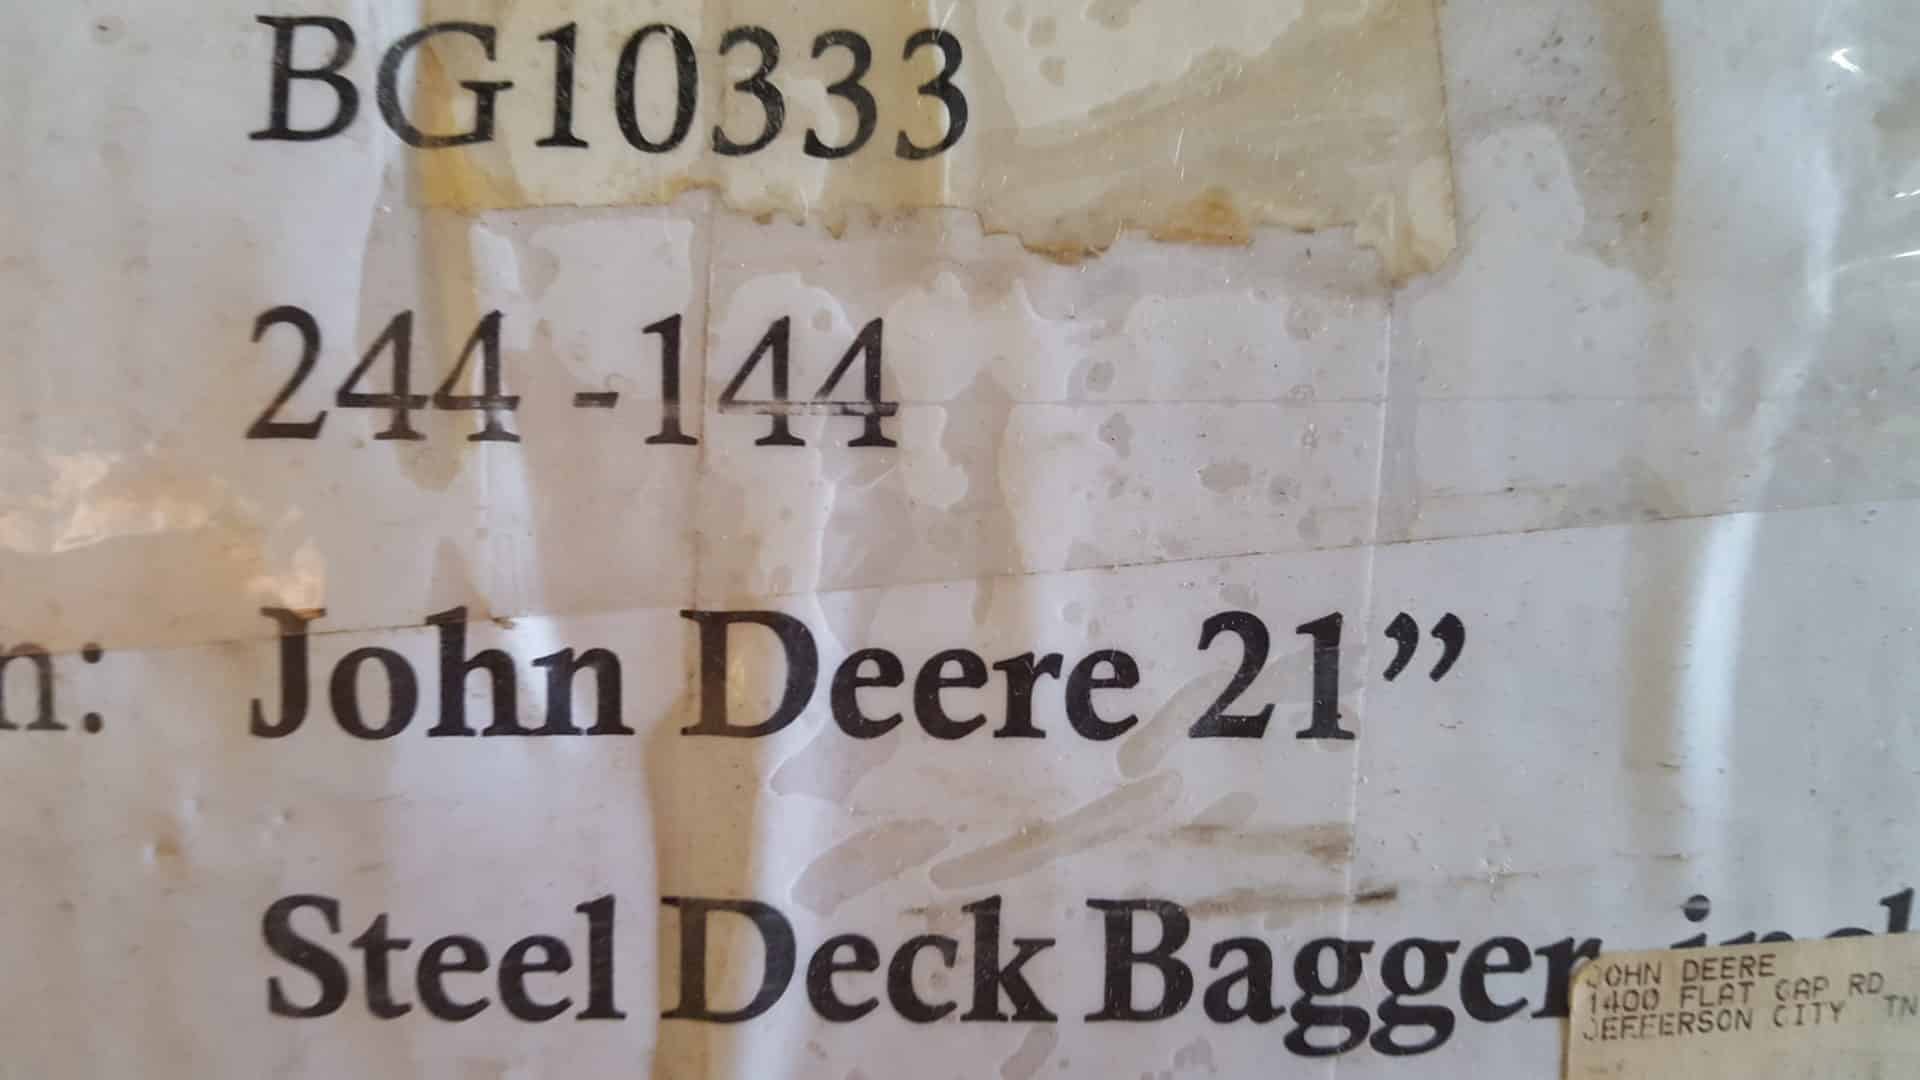 BG10333
244 -144
n: John Deere 21”
Steel Deck Bagger
JOHN DEERE
1400 FLAT GAP RD
JEFFERSON CITY TN